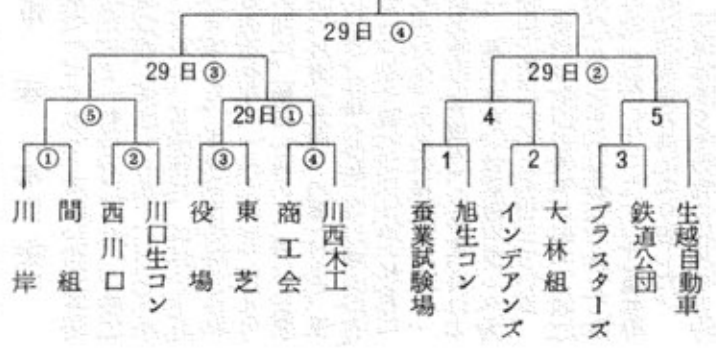 29日 ④
29日③
29日②
⑤
29日①
4
5
①
②
③
④
1
2
3
川岸
間組
西川口
川口生コン
役場
東芝
商工会
川西木工
蚕業試験場
旭生コン
インデアンズ
大林組
プラスターズ
鉄道公団
生越自動車